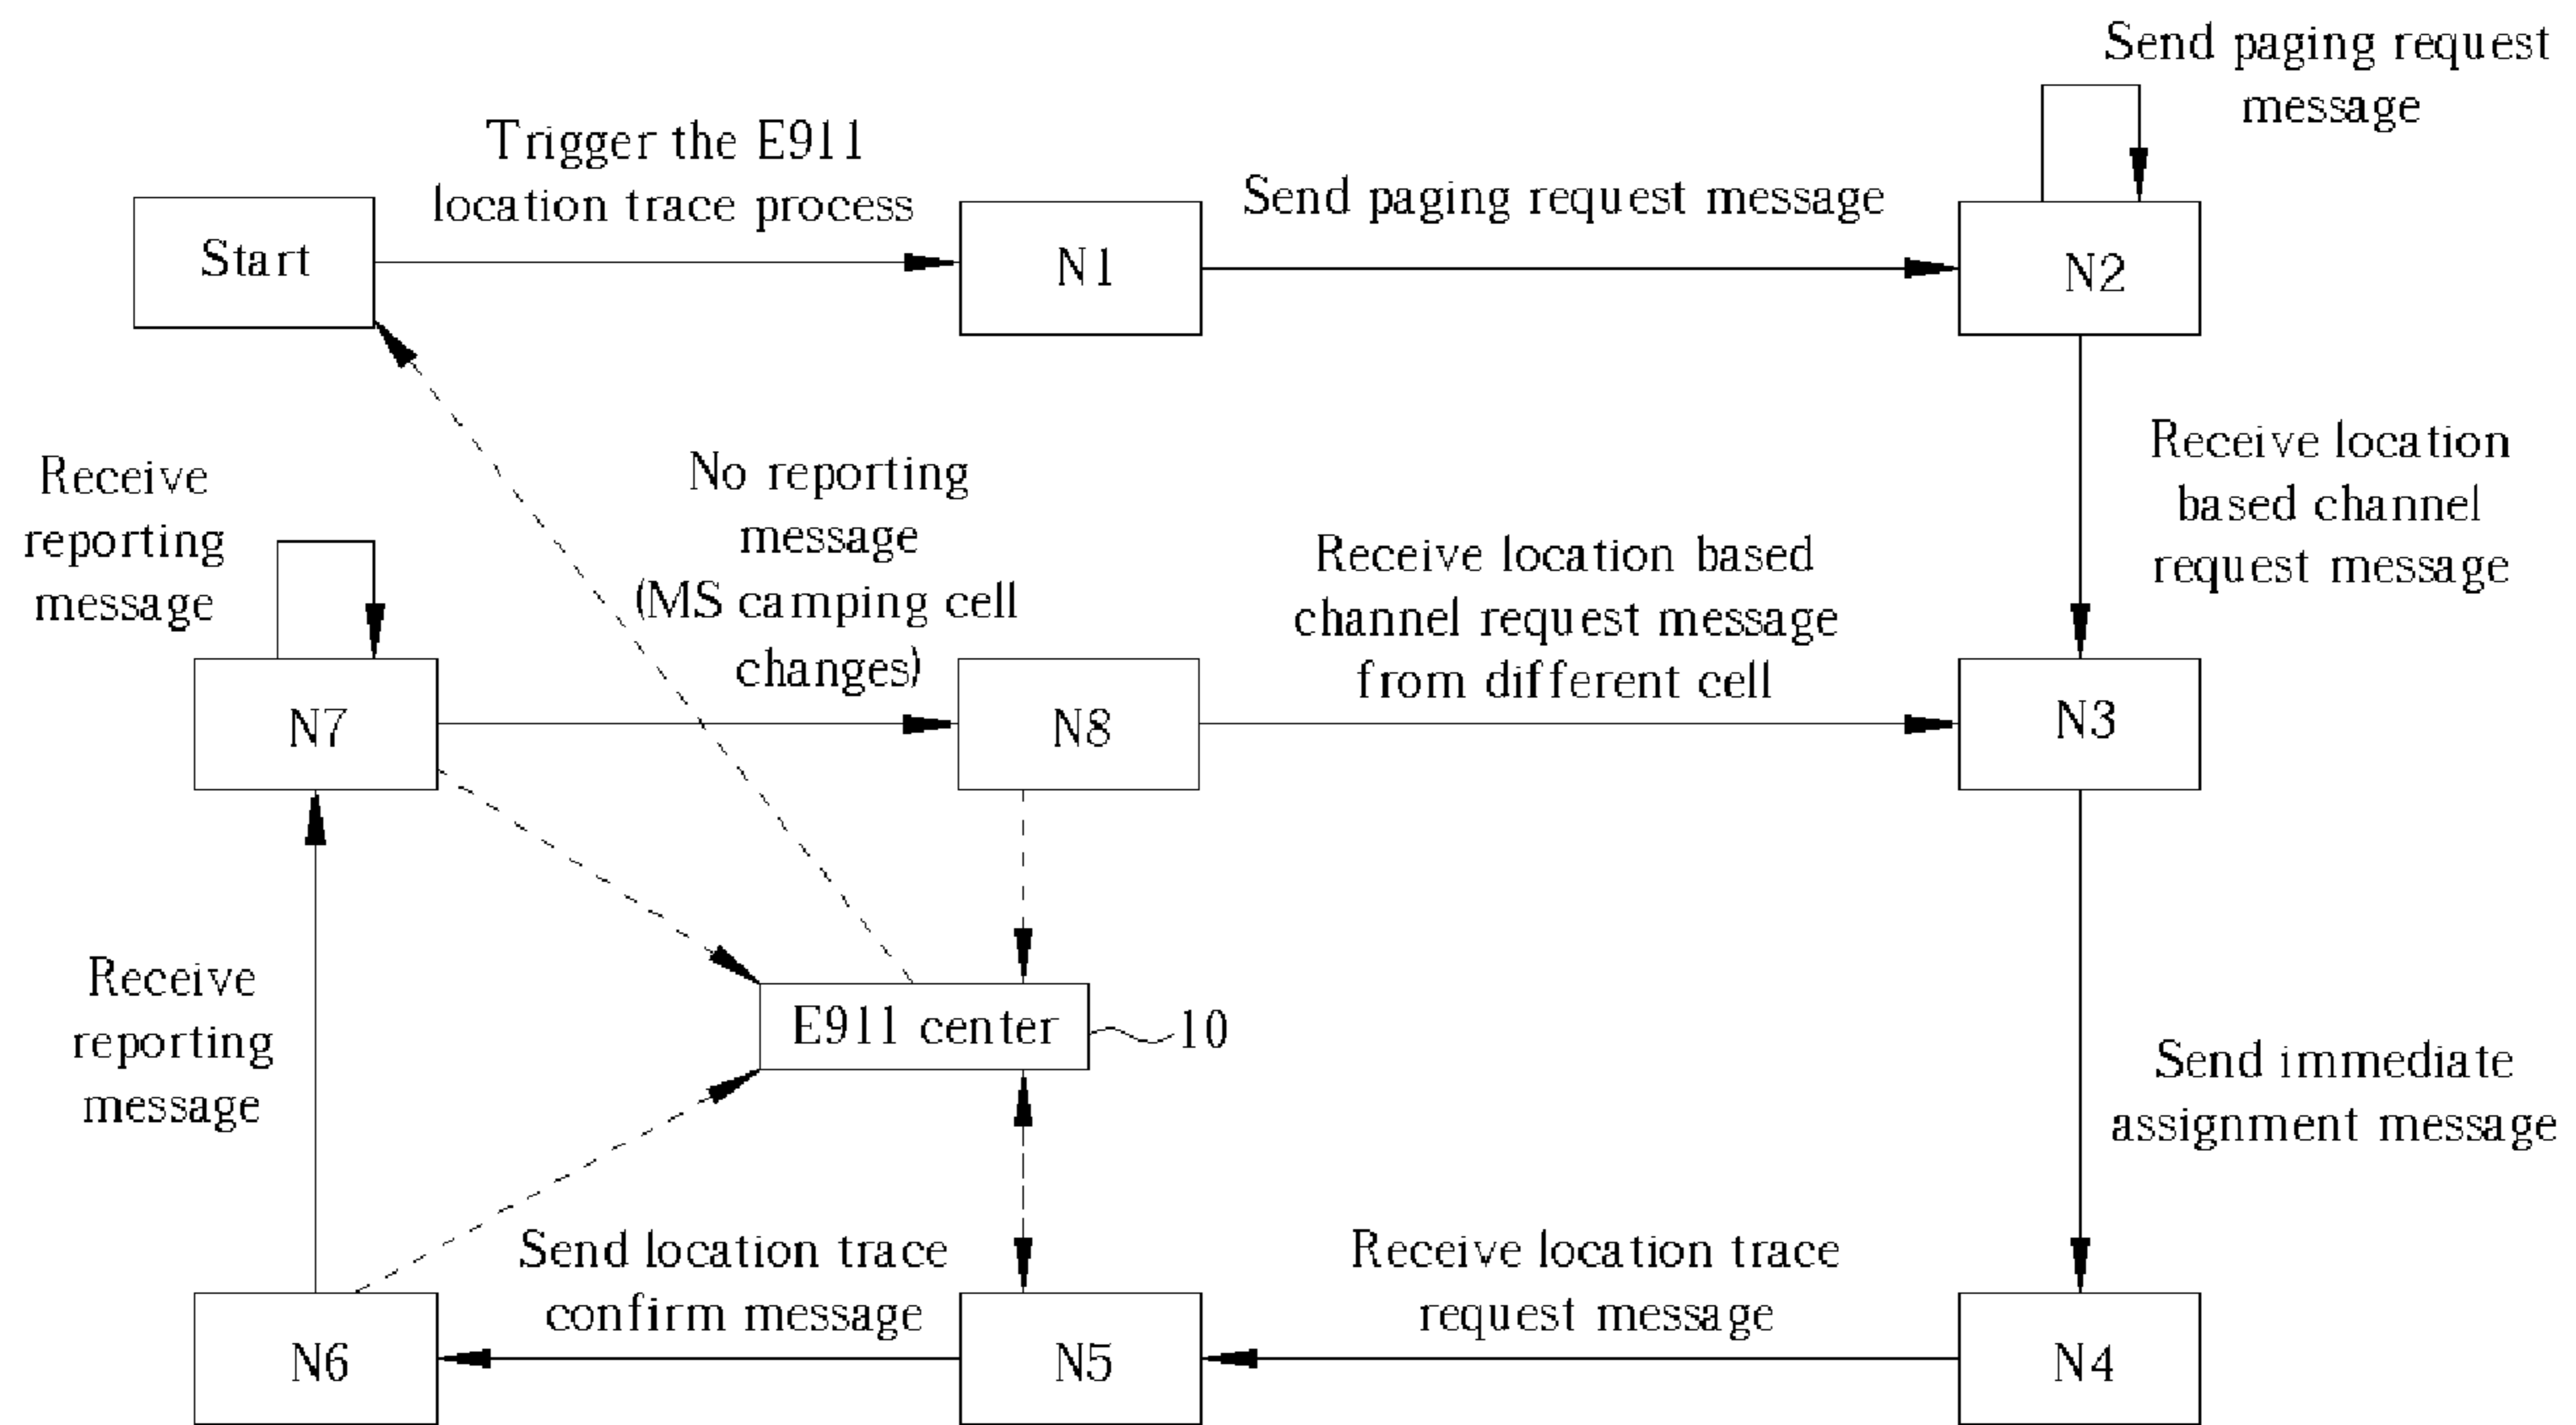 Send paging request
message
Trigger the E911
location trace process
Send paging request message
Start
N1
N2
Receive
reporting
message
No reporting
message
(MS camping cell
changes)
Receive location based
channel request message
from different cell
Receive location
based channel
request message
N7
N8
N3
Receive
reporting
message
E911 center
10
Send immediate
assignment message
Send location trace
confirm message
Receive location trace
request message
N6
N5
N4